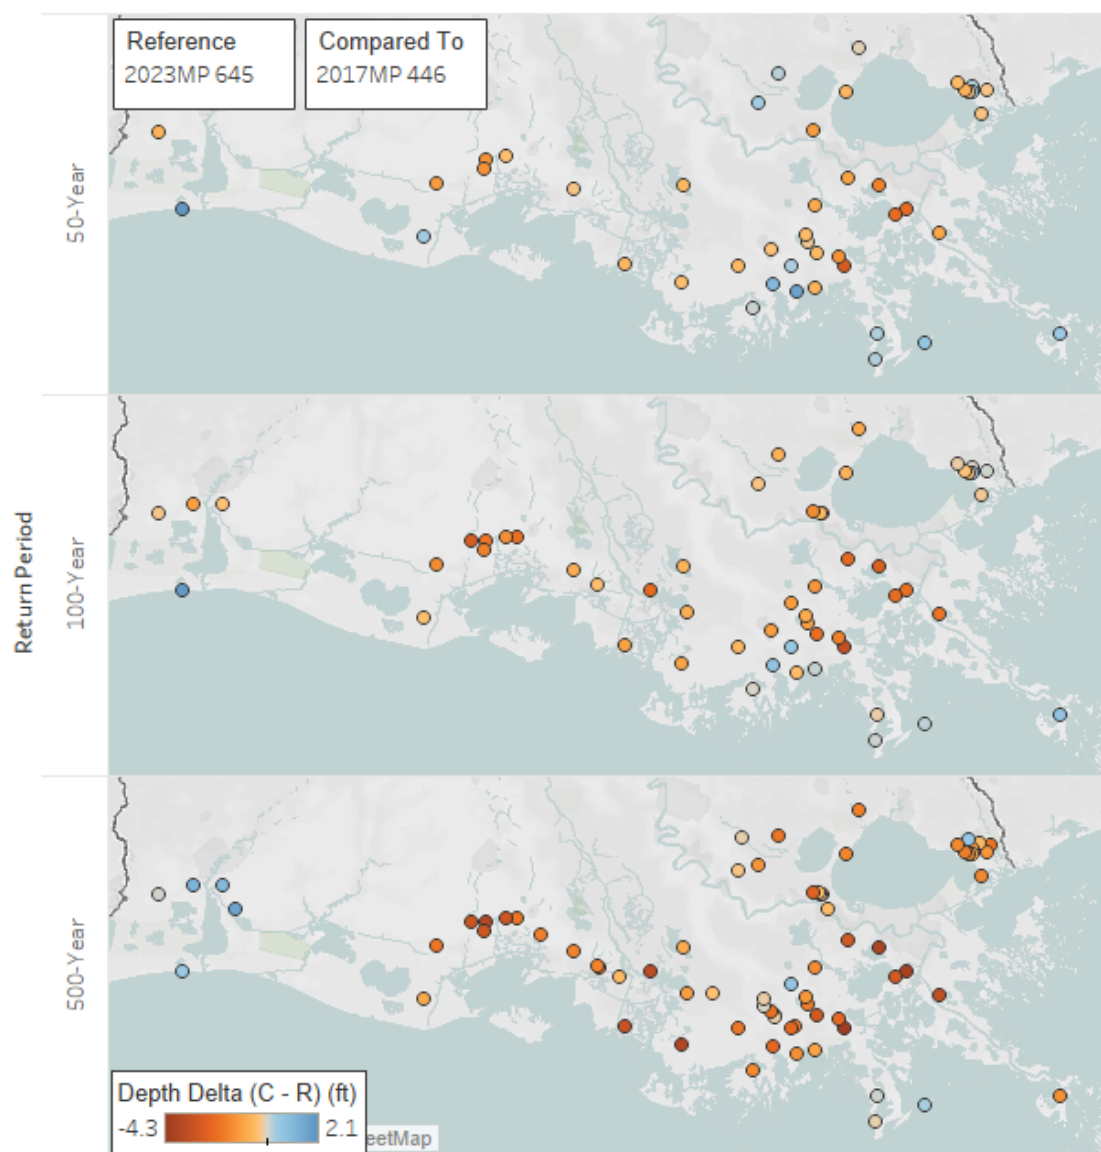 Reference
2023MP 645
Compared To
2017MP 446
Return Period
50-Year
100-Year
500-Year
Depth Delta (C - R) (ft)
-4.3
2.1
eetMap